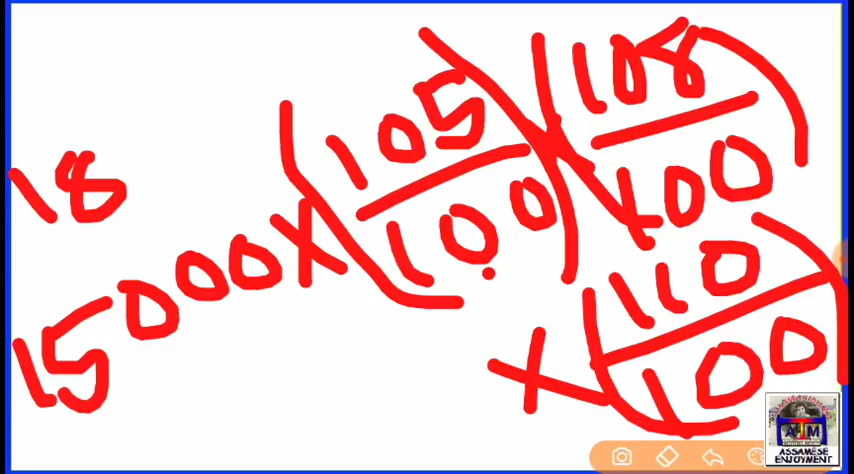 18
15000 × (105/100) × (108/100)
× (110/100)
ATM
ASSAMESE
ENJOYMENT